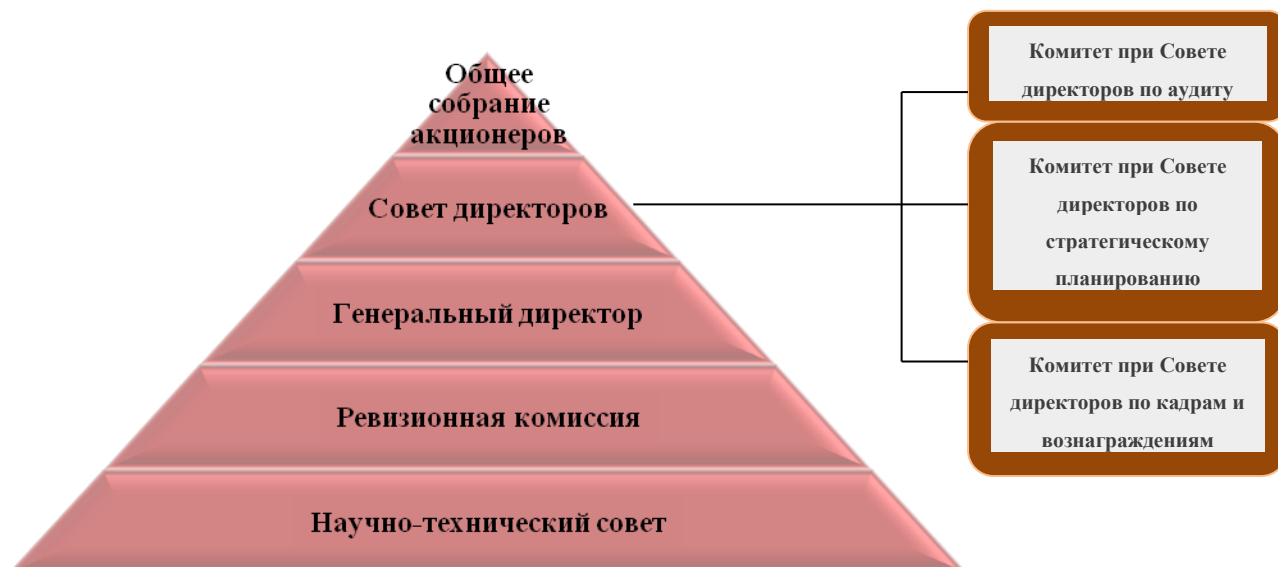 Общее
собрание
акционеров
Совет директоров
Генеральный директор
Ревизионная комиссия
Научно-технический совет
Комитет при Совете
директоров по аудиту
Комитет при Совете
директоров по
стратегическому
планированию
Комитет при Совете
директоров по кадрам и
вознаграждениям